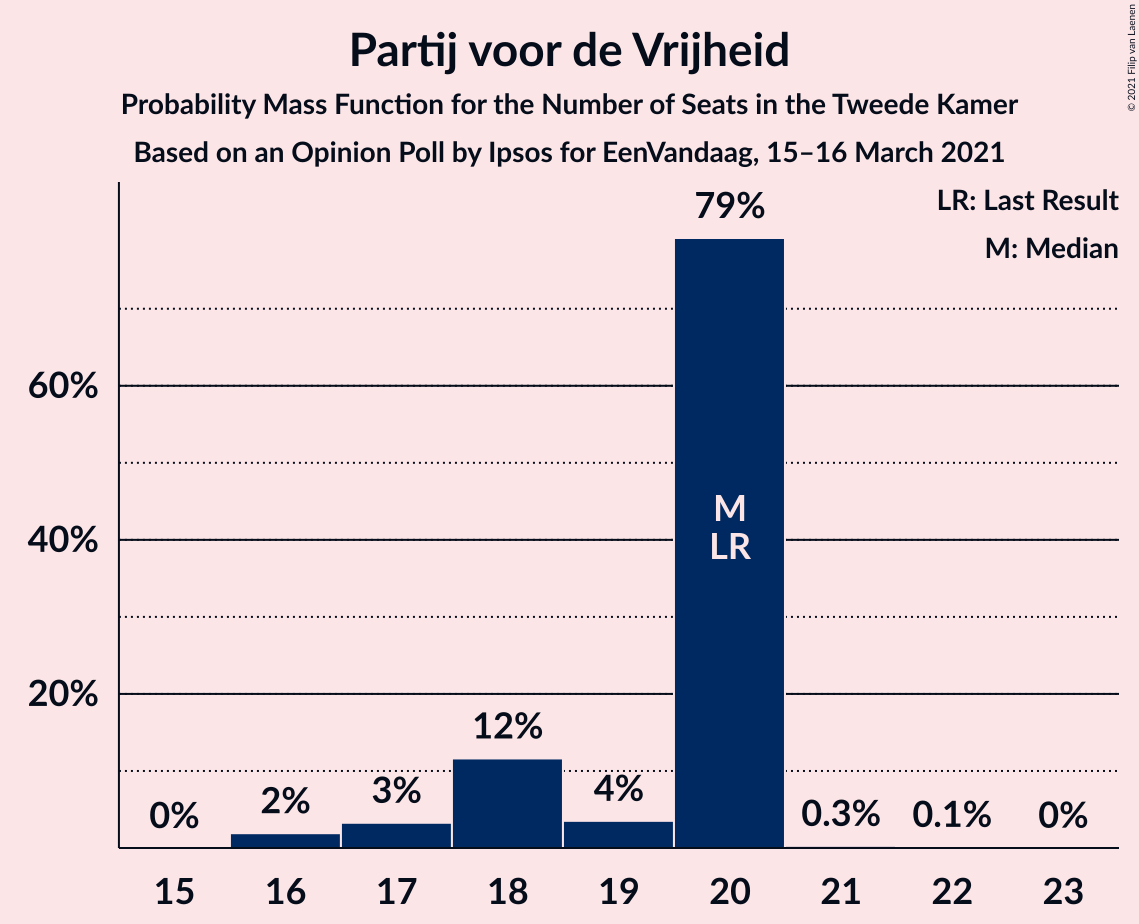 Partij voor de Vrijheid
Probability Mass Function for the Number of Seats in the Tweede Kamer
Based on an Opinion Poll by Ipsos for EenVandaag, 15–16 March 2021
© 2021 Filip van Laenen
LR: Last Result
M: Median
60%
40%
20%
0%
2%
3%
12%
4%
79%
0.3%
0.1%
0%
M
LR
15 16 17 18 19 20 21 22 23